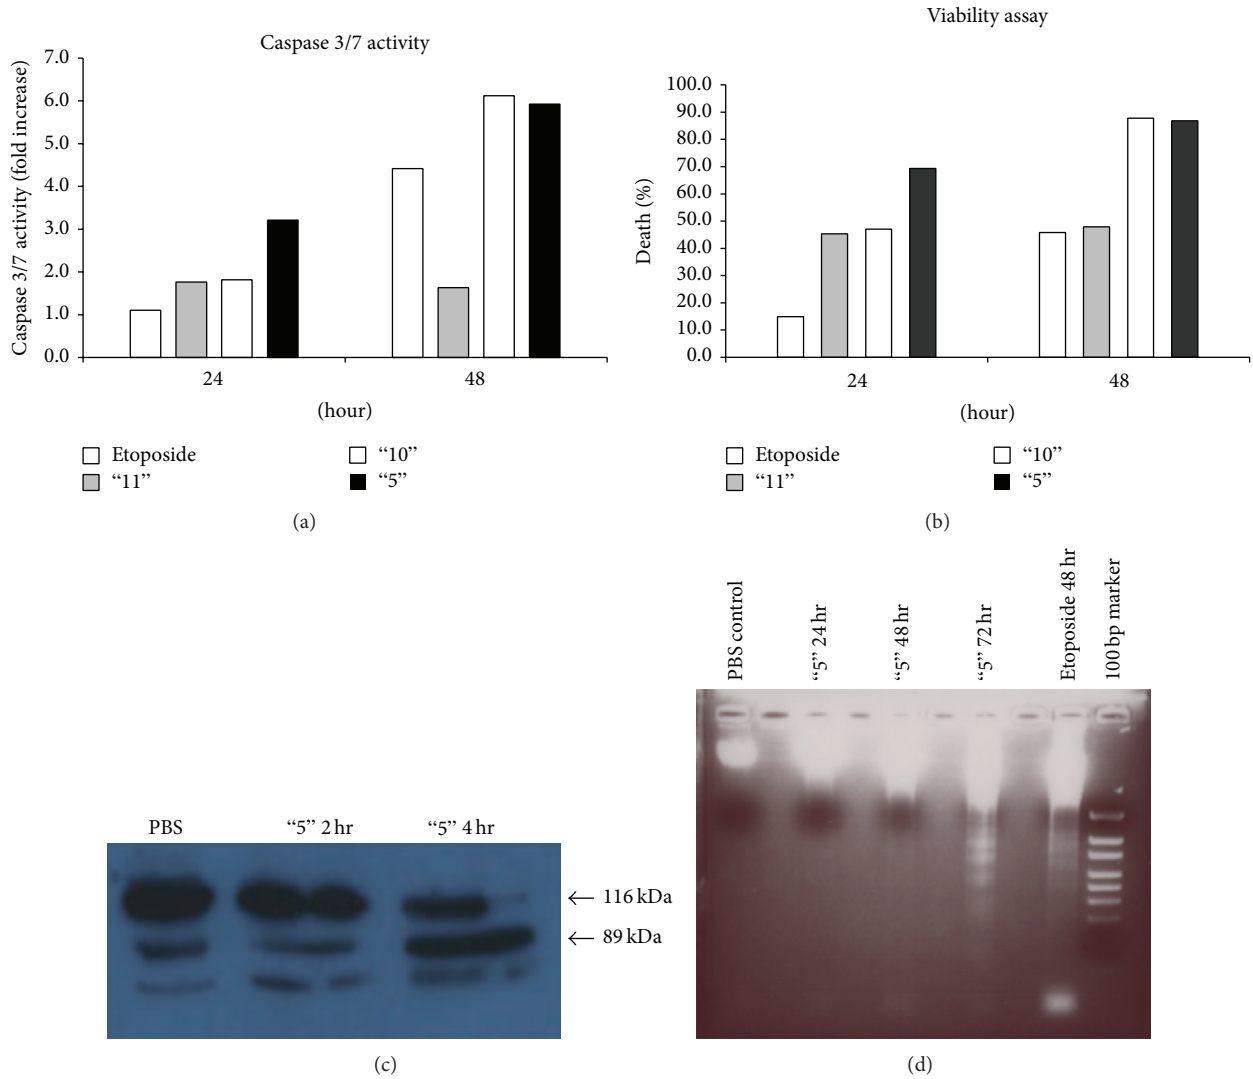 Caspase 3/7 activity
Caspase 3/7 activity (fold increase)
7.0
6.0
5.0
4.0
3.0
2.0
1.0
0.0
24
48
(hour)
Etoposide
“10”
“11”
“5”
(a)
Viability assay
Death (%)
100.0
90.0
80.0
70.0
60.0
50.0
40.0
30.0
20.0
10.0
0.0
24
48
(hour)
Etoposide
“10”
“11”
“5”
(b)
PBS
“5” 2 hr
“5” 4 hr
← 116 kDa
← 89 kDa
(c)
PBS control
“5” 24 hr
“5” 48 hr
“5” 72 hr
Etoposide 48 hr
100 bp marker
(d)